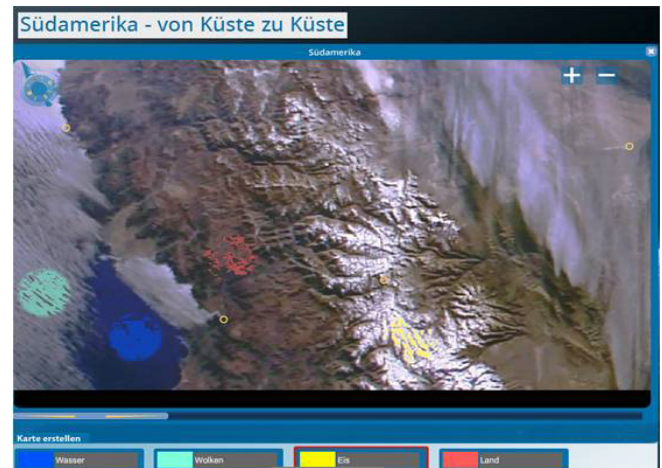 Südamerika - von Küste zu Küste
Südamerika
+ −
Karte erstellen
Wasser
Wolken
Eis
Land